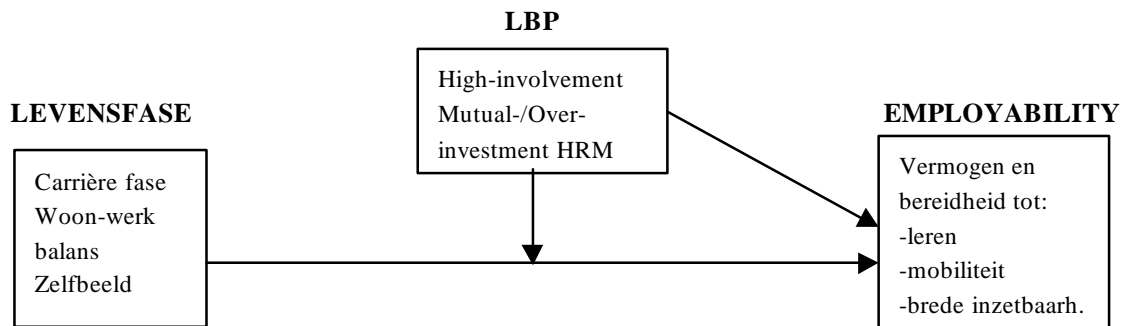 LBP
High-involvement
Mutual-/Over-
investment HRM
LEVENSFASE
Carrière fase
Woon-werk
balans
Zelfbeeld
EMPLOYABILITY
Vermogen en
bereidheid tot:
-leren
-mobiliteit
-brede inzetbaarh.